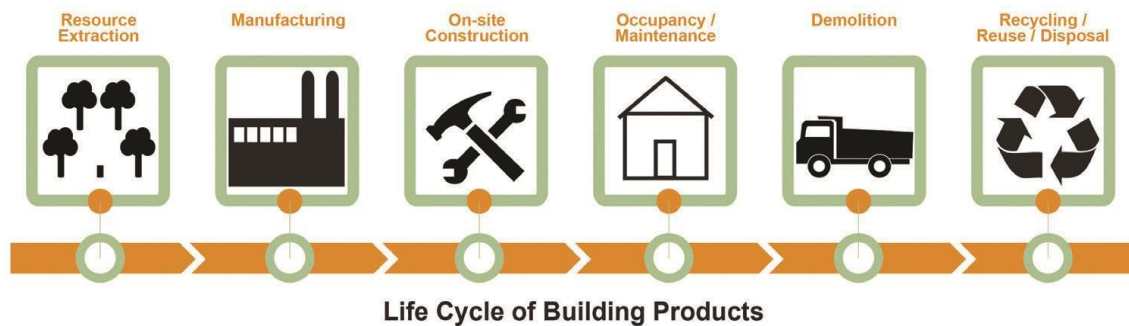 Resource
Extraction
Manufacturing
On-site
Construction
Occupancy /
Maintenance
Demolition
Recycling /
Reuse / Disposal
Life Cycle of Building Products